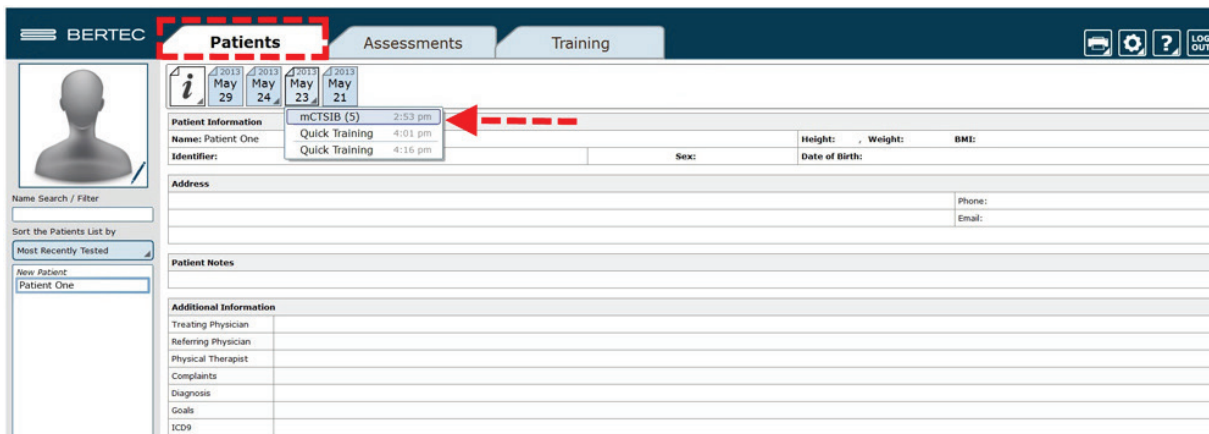 BERTEC
Patients
Assessments
Training
?
LOG OUT
i
2013 May 29
2013 May 24
2013 May 23
2013 May 21
mCTSIB (5) 2:53 pm
Quick Training 4:01 pm
Quick Training 4:16 pm
Patient Information
Name: Patient One
Height: , Weight: BMI:
Identifier: Sex: Date of Birth:
Address
Phone:
Email:
Patient Notes
Additional Information
Treating Physician
Referring Physician
Physical Therapist
Complaints
Diagnosis
Goals
ICD9
Name Search / Filter
Sort the Patients List by
Most Recently Tested
New Patient
Patient One